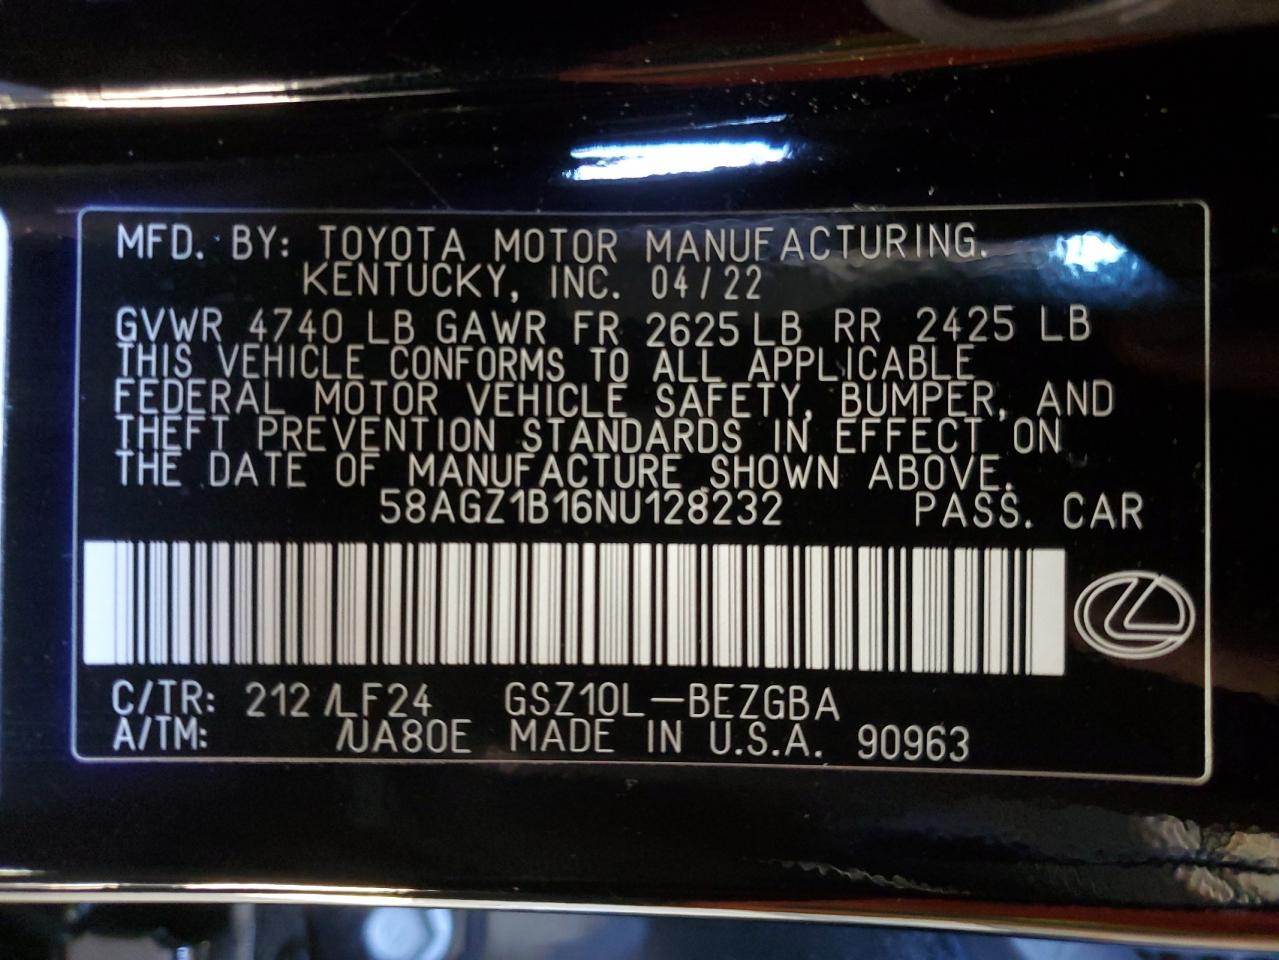 MFD. BY: TOYOTA MOTOR MANUFACTURING.
KENTUCKY, INC. 04/22
GVWR 4740 LB GAWR FR 2625 LB RR 2425 LB
THIS VEHICLE CONFORMS TO ALL APPLICABLE
FEDERAL MOTOR VEHICLE SAFETY, BUMPER, AND
THEFT PREVENTION STANDARDS IN EFFECT ON
THE DATE OF MANUFACTURE SHOWN ABOVE.
58AGZ1B16NU128232 PASS. CAR
C/TR: 212 /LF24 GSZ10L-BEZGBA
A/TM: /UA80E MADE IN U.S.A. 90963